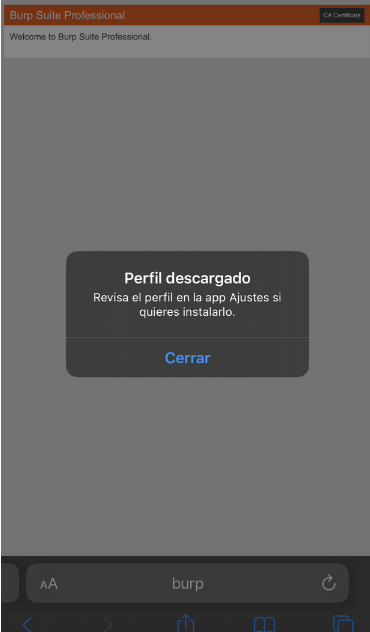 Burp Suite Professional
CA Certificate
Welcome to Burp Suite Professional.
Perfil descargado
Revisa el perfil en la app Ajustes si
quieres instalarlo.
Cerrar
AA
burp